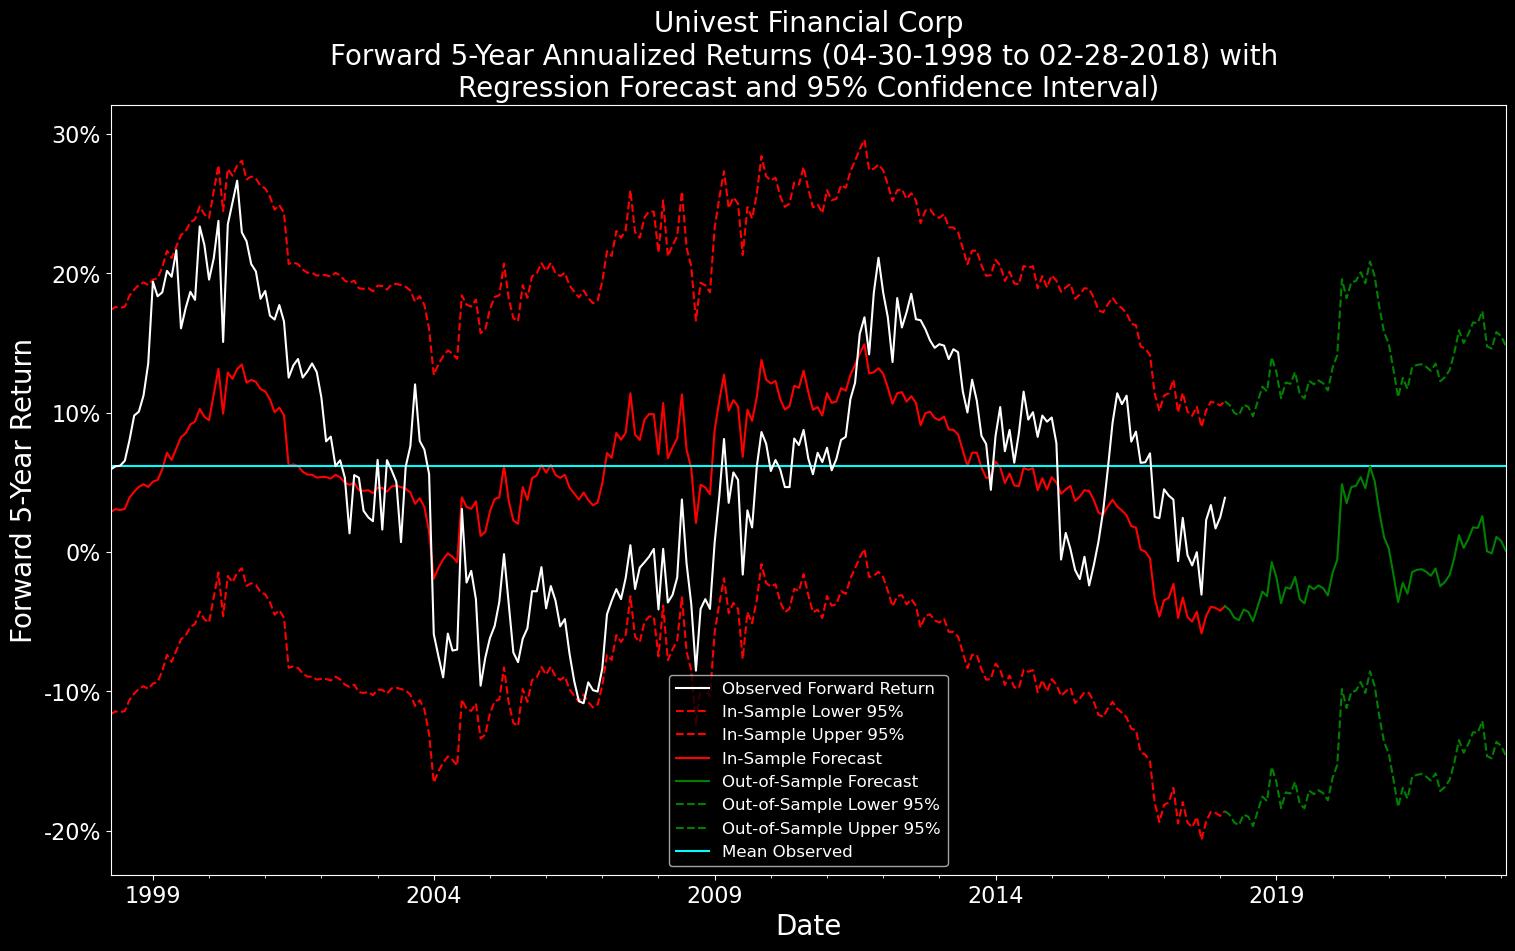 Univest Financial Corp
Forward 5-Year Annualized Returns (04-30-1998 to 02-28-2018) with
Regression Forecast and 95% Confidence Interval)
Forward 5-Year Return
30%
20%
10%
0%
-10%
-20%
Observed Forward Return
In-Sample Lower 95%
In-Sample Upper 95%
In-Sample Forecast
Out-of-Sample Forecast
Out-of-Sample Lower 95%
Out-of-Sample Upper 95%
Mean Observed
1999 2004 2009 2014 2019
Date